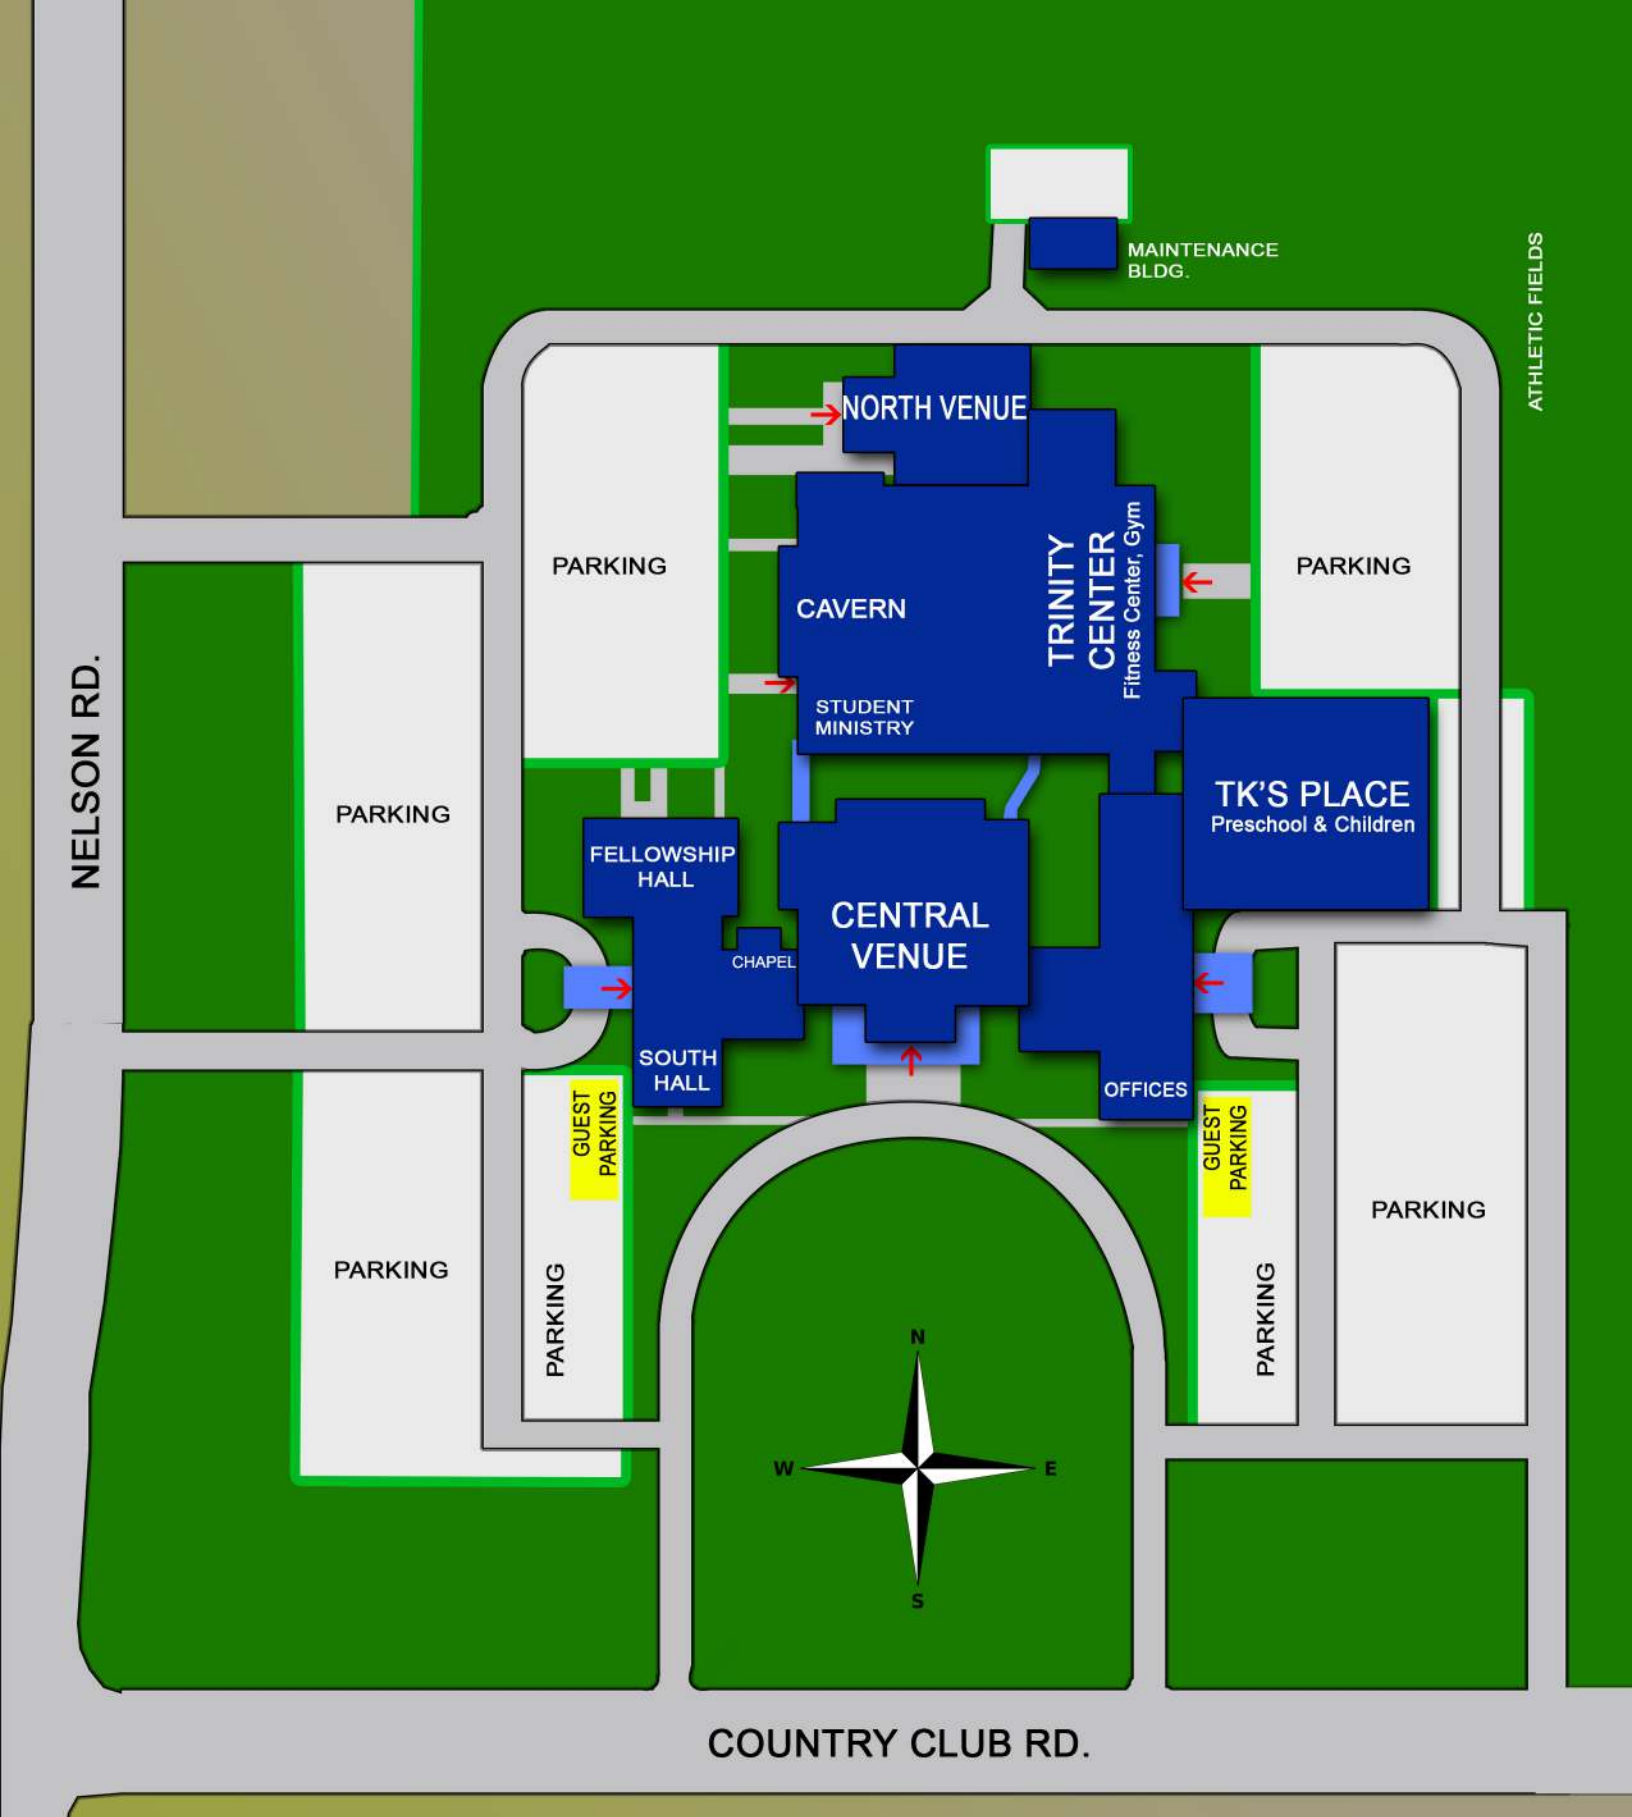 MAINTENANCE
BLDG.
ATHLETIC FIELDS
NORTH VENUE
TRINITY
CENTER
Fitness Center, Gym
PARKING
PARKING
CAVERN
STUDENT
MINISTRY
NELSON RD.
PARKING
TK'S PLACE
Preschool & Children
FELLOWSHIP
HALL
CENTRAL
VENUE
CHAPEL
SOUTH
HALL
OFFICES
GUEST
PARKING
GUEST
PARKING
PARKING
PARKING
PARKING
PARKING
N
W
E
S
COUNTRY CLUB RD.